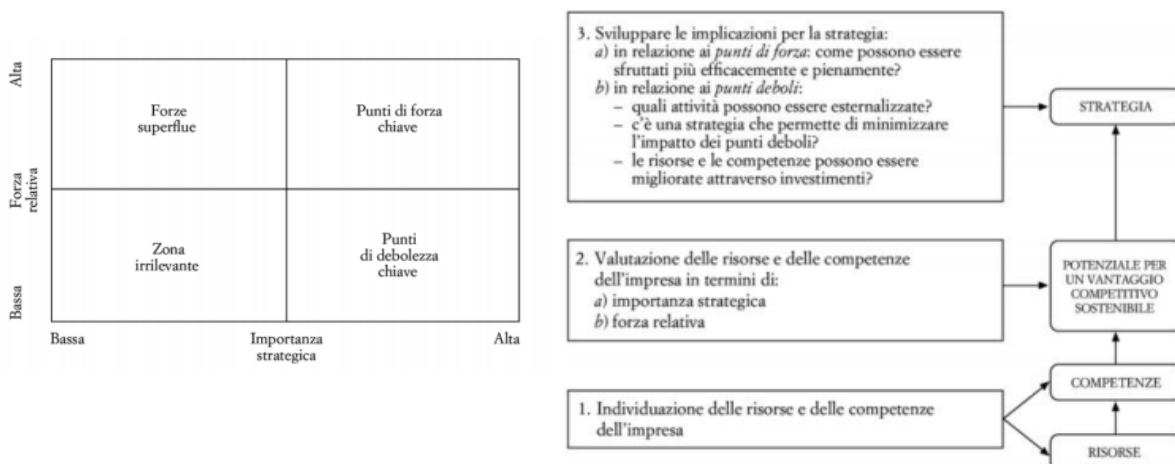 Alta
Forza
relativa
Bassa
Forze
superflue
Punti di forza
chiave
Zona
irrilevante
Punti
di debolezza
chiave
Bassa
Importanza
strategica
Alta
3. Sviluppare le implicazioni per la strategia:
a) in relazione ai punti di forza: come possono essere
sfruttati più efficacemente e pienamente?
b) in relazione ai punti deboli:
– quali attività possono essere esternalizzate?
– c'è una strategia che permette di minimizzare
l'impatto dei punti deboli?
– le risorse e le competenze possono essere
migliorate attraverso investimenti?
STRATEGIA
2. Valutazione delle risorse e delle competenze
dell'impresa in termini di:
a) importanza strategica
b) forza relativa
POTENZIALE PER
UN VANTAGGIO
COMPETITIVO
SOSTENIBILE
1. Individuazione delle risorse e delle competenze
dell'impresa
COMPETENZE
RISORSE